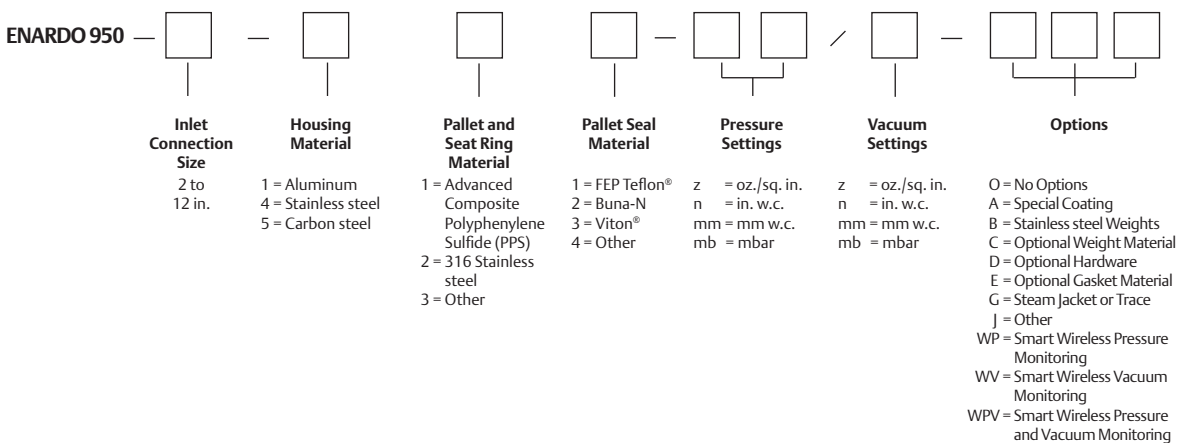 ENARDO 950 — — — / —
Inlet
Connection
Size
2 to
12 in.
Housing
Material
1 = Aluminum
4 = Stainless steel
5 = Carbon steel
Pallet and
Seat Ring
Material
1 = Advanced
Composite
Polyphenylene
Sulfide (PPS)
2 = 316 Stainless
steel
3 = Other
Pallet Seal
Material
1 = FEP Teflon®
2 = Buna-N
3 = Viton®
4 = Other
Pressure
Settings
z = oz./sq. in.
n = in. w.c.
mm = mm w.c.
mb = mbar
Vacuum
Settings
z = oz./sq. in.
n = in. w.c.
mm = mm w.c.
mb = mbar
Options
O = No Options
A = Special Coating
B = Stainless steel Weights
C = Optional Weight Material
D = Optional Hardware
E = Optional Gasket Material
G = Steam Jacket or Trace
J = Other
WP = Smart Wireless Pressure
Monitoring
WV = Smart Wireless Vacuum
Monitoring
WPV = Smart Wireless Pressure
and Vacuum Monitoring